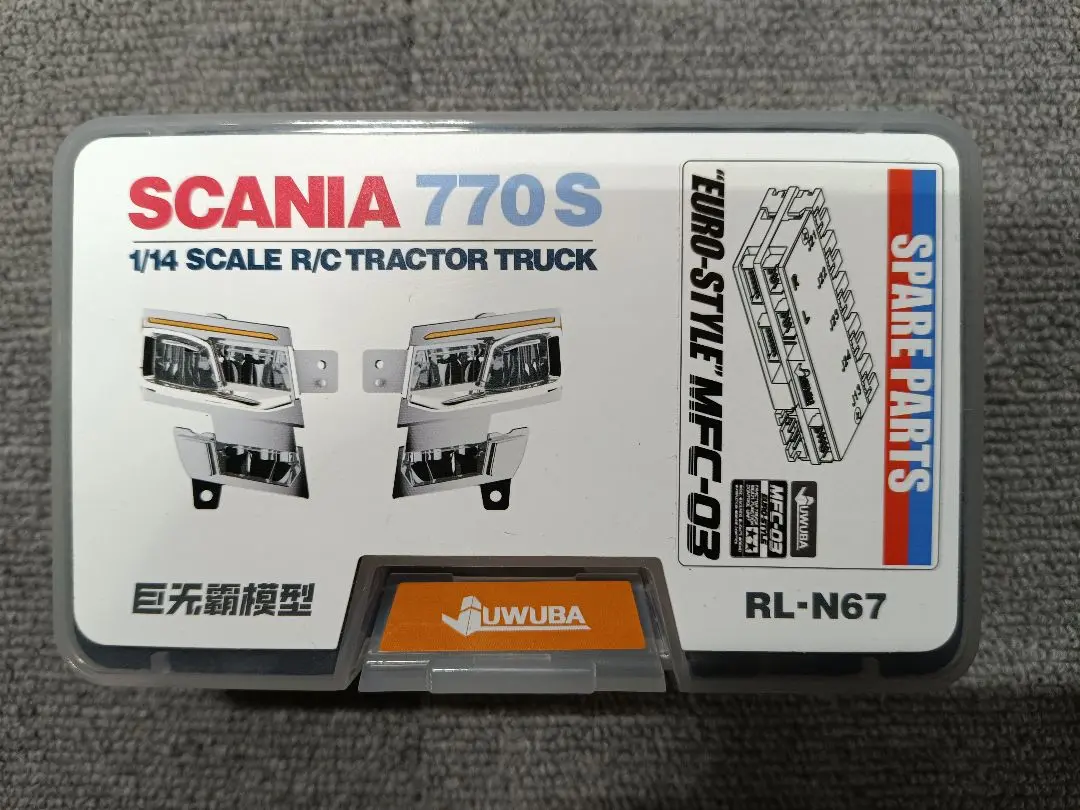 SCANIA 770 S
1/14 SCALE R/C TRACTOR TRUCK
SPARE PARTS
"EURO-STYLE" MFC-03
UWUBA
MFC-03
巨无霸模型
UWUBA
RL-N67